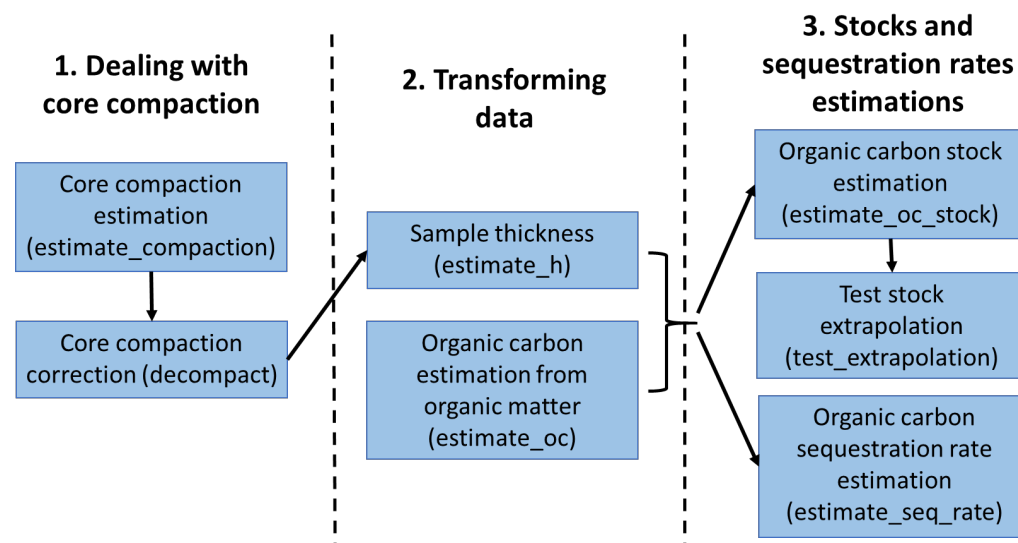 1. Dealing with
core compaction
Core compaction
estimation
(estimate_compaction)
Core compaction
correction (decompact)
2. Transforming
data
Sample thickness
(estimate_h)
Organic carbon
estimation from
organic matter
(estimate_oc)
3. Stocks and
sequestration rates
estimations
Organic carbon stock
estimation
(estimate_oc_stock)
Test stock
extrapolation
(test_extrapolation)
Organic carbon
sequestration rate
estimation
(estimate_seq_rate)